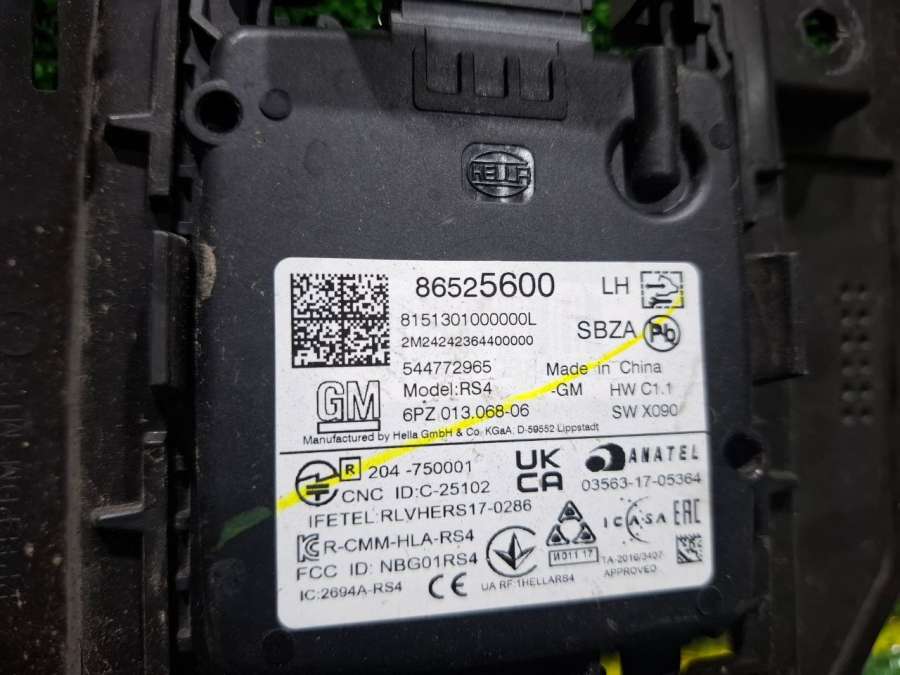 HELLA
86525600 LH
8151301000000L
SBZA Pb
2M24242364400000
544772965 Made in China
GM Model:RS4 -GM HW C1.1
6PZ 013.068-06 SW X090
Manufactured by Hella GmbH & Co. KGaA. D-59552 Lippstadt
R 204 -750001 UK CA ANATEL
CNC ID:C-25102 03563-17-05364
IFETEL:RLVHERS17-0286 ICASA EAC
R-CMM-HLA-RS4
TA-2016/3407
APPROVED.
FCC ID: NBG01RS4
IC:2694A-RS4 CE UA RF:1HELLARS4